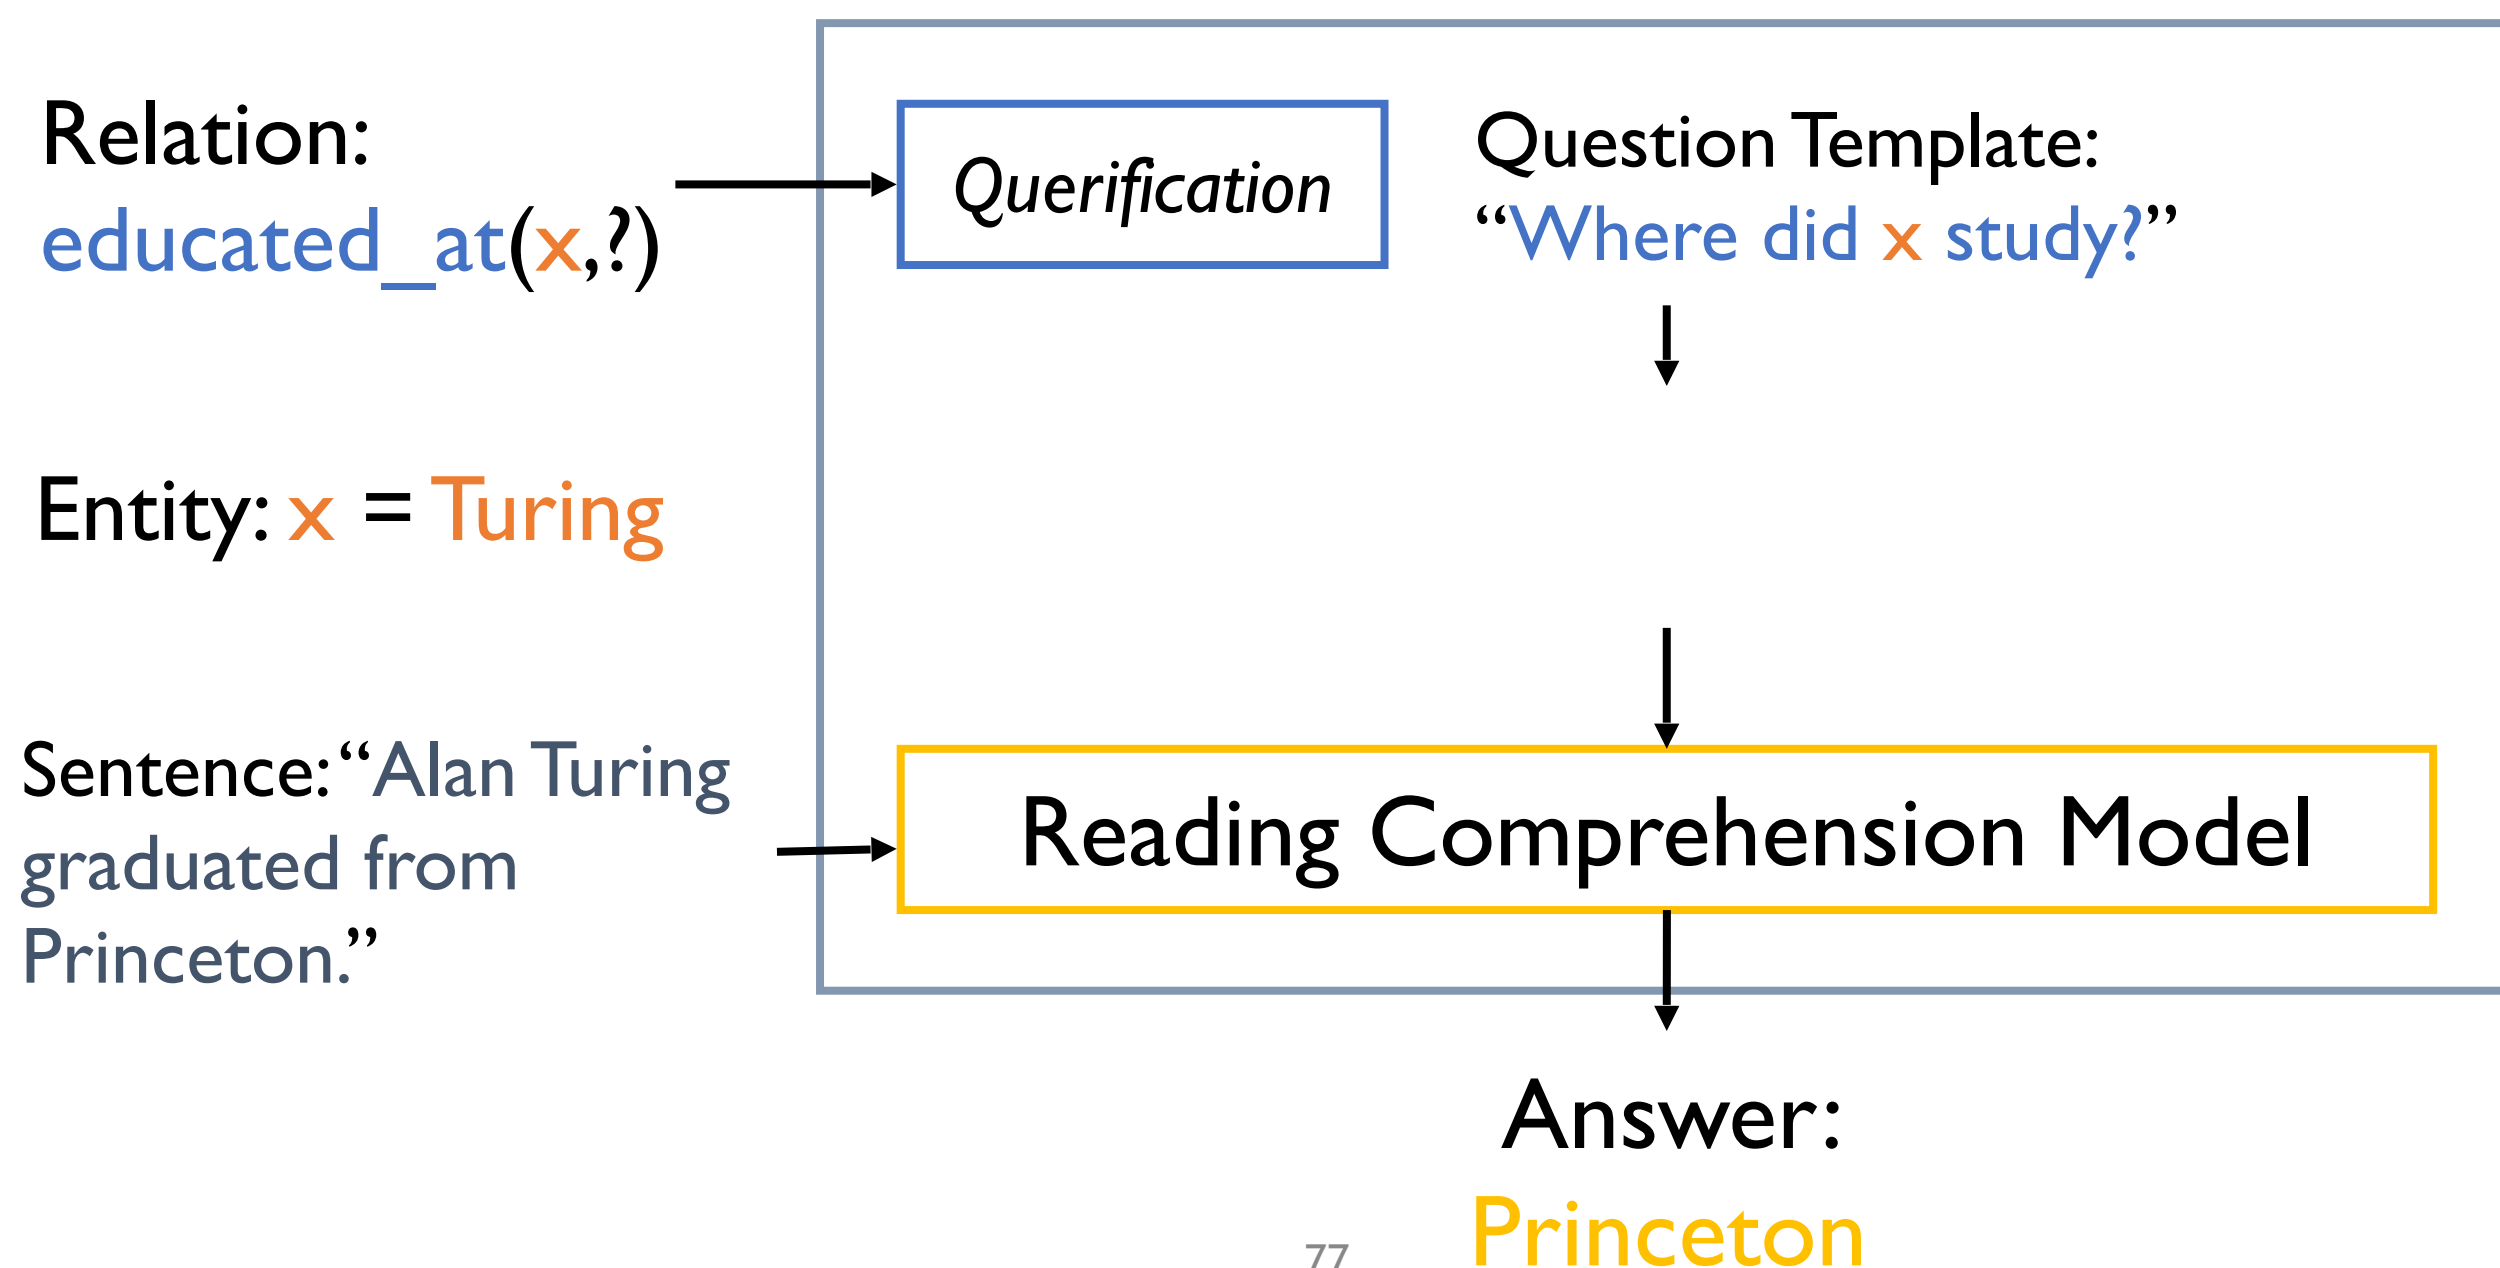 Relation:
educated_at(x,?)
Querification
Question Template:
“Where did x study?”
Entity: x = Turing
Sentence: “Alan Turing
graduated from
Princeton.”
Reading Comprehension Model
Answer:
Princeton
77